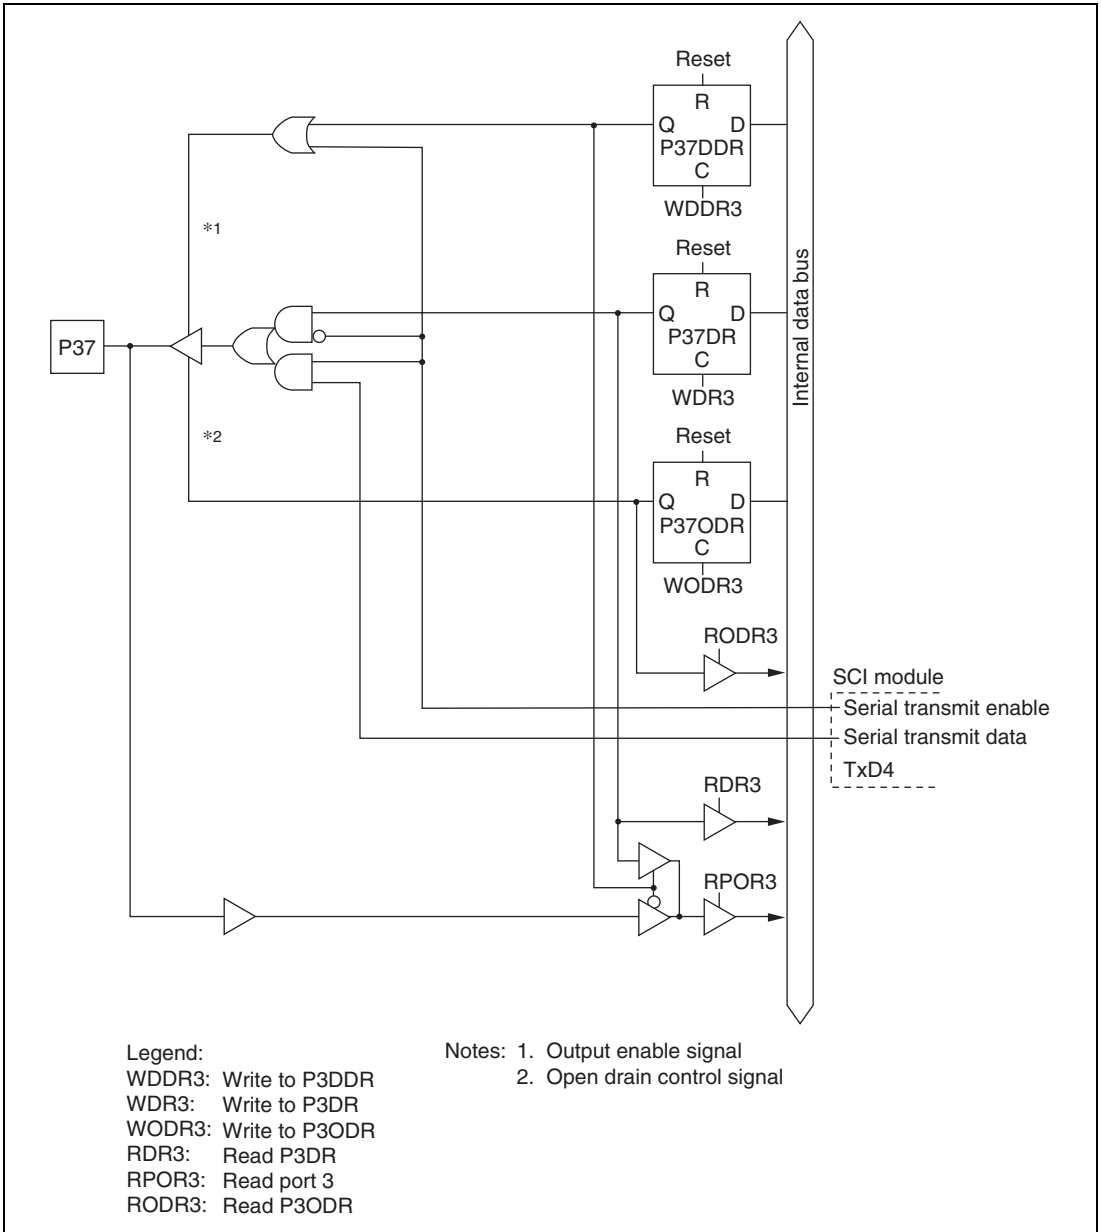 Reset
R
Q D
P37DDR
C
WDDR3
*1
Reset
R
Q D
P37DR
C
WDR3
Internal data bus
P37
*2
Reset
R
Q D
P37ODR
C
WODR3
RODR3
SCI module
Serial transmit enable
Serial transmit data
TxD4
RDR3
RPOR3
Legend:
WDDR3: Write to P3DDR
WDR3: Write to P3DR
WODR3: Write to P3ODR
RDR3: Read P3DR
RPOR3: Read port 3
RODR3: Read P3ODR
Notes: 1. Output enable signal
2. Open drain control signal